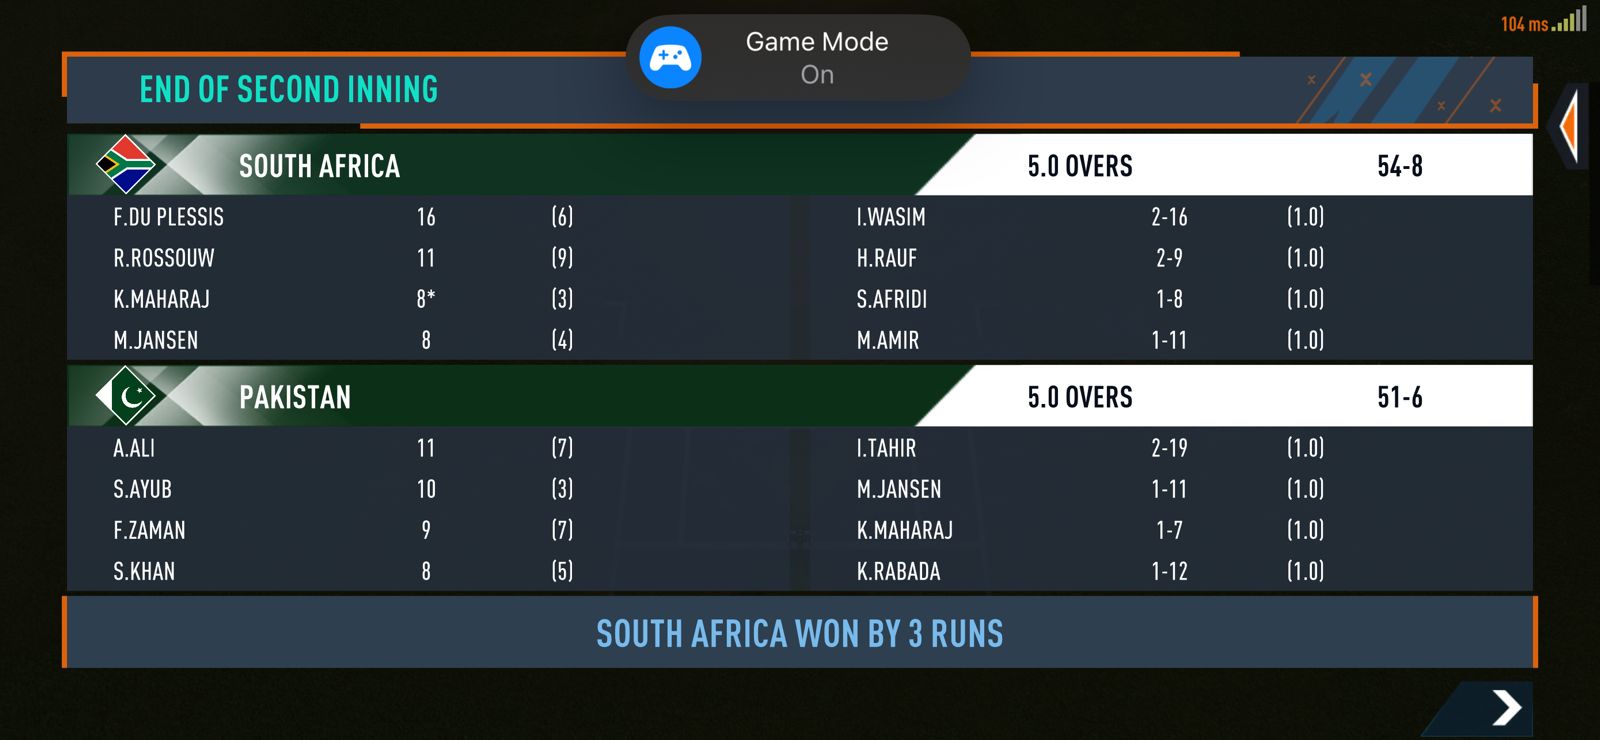 104 ms
Game Mode
On
END OF SECOND INNING
SOUTH AFRICA 5.0 OVERS 54-8
F.DU PLESSIS 16 (6) I.WASIM 2-16 (1.0)
R.ROSSOUW 11 (9) H.RAUF 2-9 (1.0)
K.MAHARAJ 8* (3) S.AFRIDI 1-8 (1.0)
M.JANSEN 8 (4) M.AMIR 1-11 (1.0)
PAKISTAN 5.0 OVERS 51-6
A.ALI 11 (7) I.TAHIR 2-19 (1.0)
S.AYUB 10 (3) M.JANSEN 1-11 (1.0)
F.ZAMAN 9 (7) K.MAHARAJ 1-7 (1.0)
S.KHAN 8 (5) K.RABADA 1-12 (1.0)
SOUTH AFRICA WON BY 3 RUNS